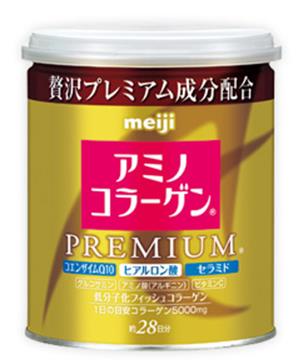 贅沢プレミアム成分配合
meiji
アミノ
コラーゲン®
PREMIUM®
コエンザイムQ10 ヒアルロン酸 セラミド
グルコサミン アミノ酸(アルギニン) ビタミンC
低分子化フィッシュコラーゲン
1日の目安コラーゲン5000mg
約28日分